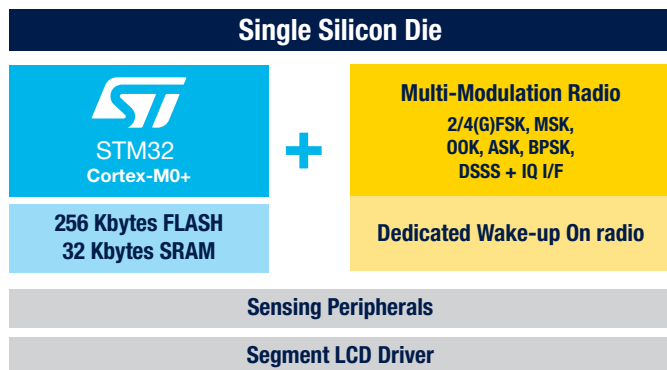 Single Silicon Die
ST
STM32
Cortex-M0+
+
Multi-Modulation Radio
2/4(G)FSK, MSK,
OOK, ASK, BPSK,
DSSS + IQ I/F
256 Kbytes FLASH
32 Kbytes SRAM
Dedicated Wake-up On radio
Sensing Peripherals
Segment LCD Driver